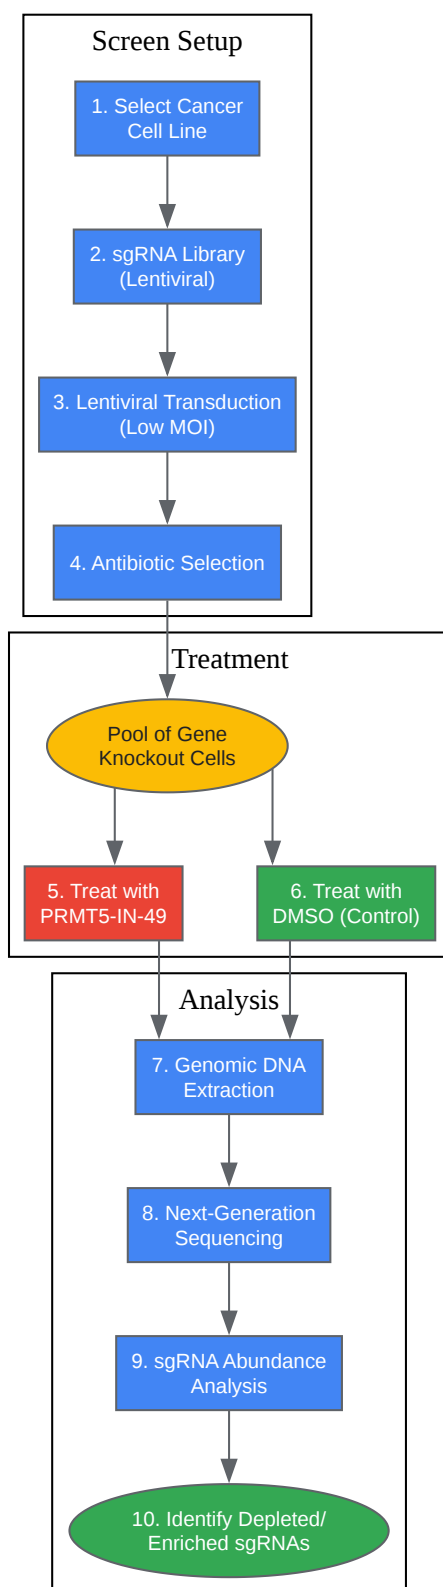 Screen Setup
1. Select Cancer
Cell Line
2. sgRNA Library
(Lentiviral)
3. Lentiviral Transduction
(Low MOI)
4. Antibiotic Selection
Treatment
Pool of Gene
Knockout Cells
5. Treat with
PRMT5-IN-49
6. Treat with
DMSO (Control)
Analysis
7. Genomic DNA
Extraction
8. Next-Generation
Sequencing
9. sgRNA Abundance
Analysis
10. Identify Depleted/
Enriched sgRNAs